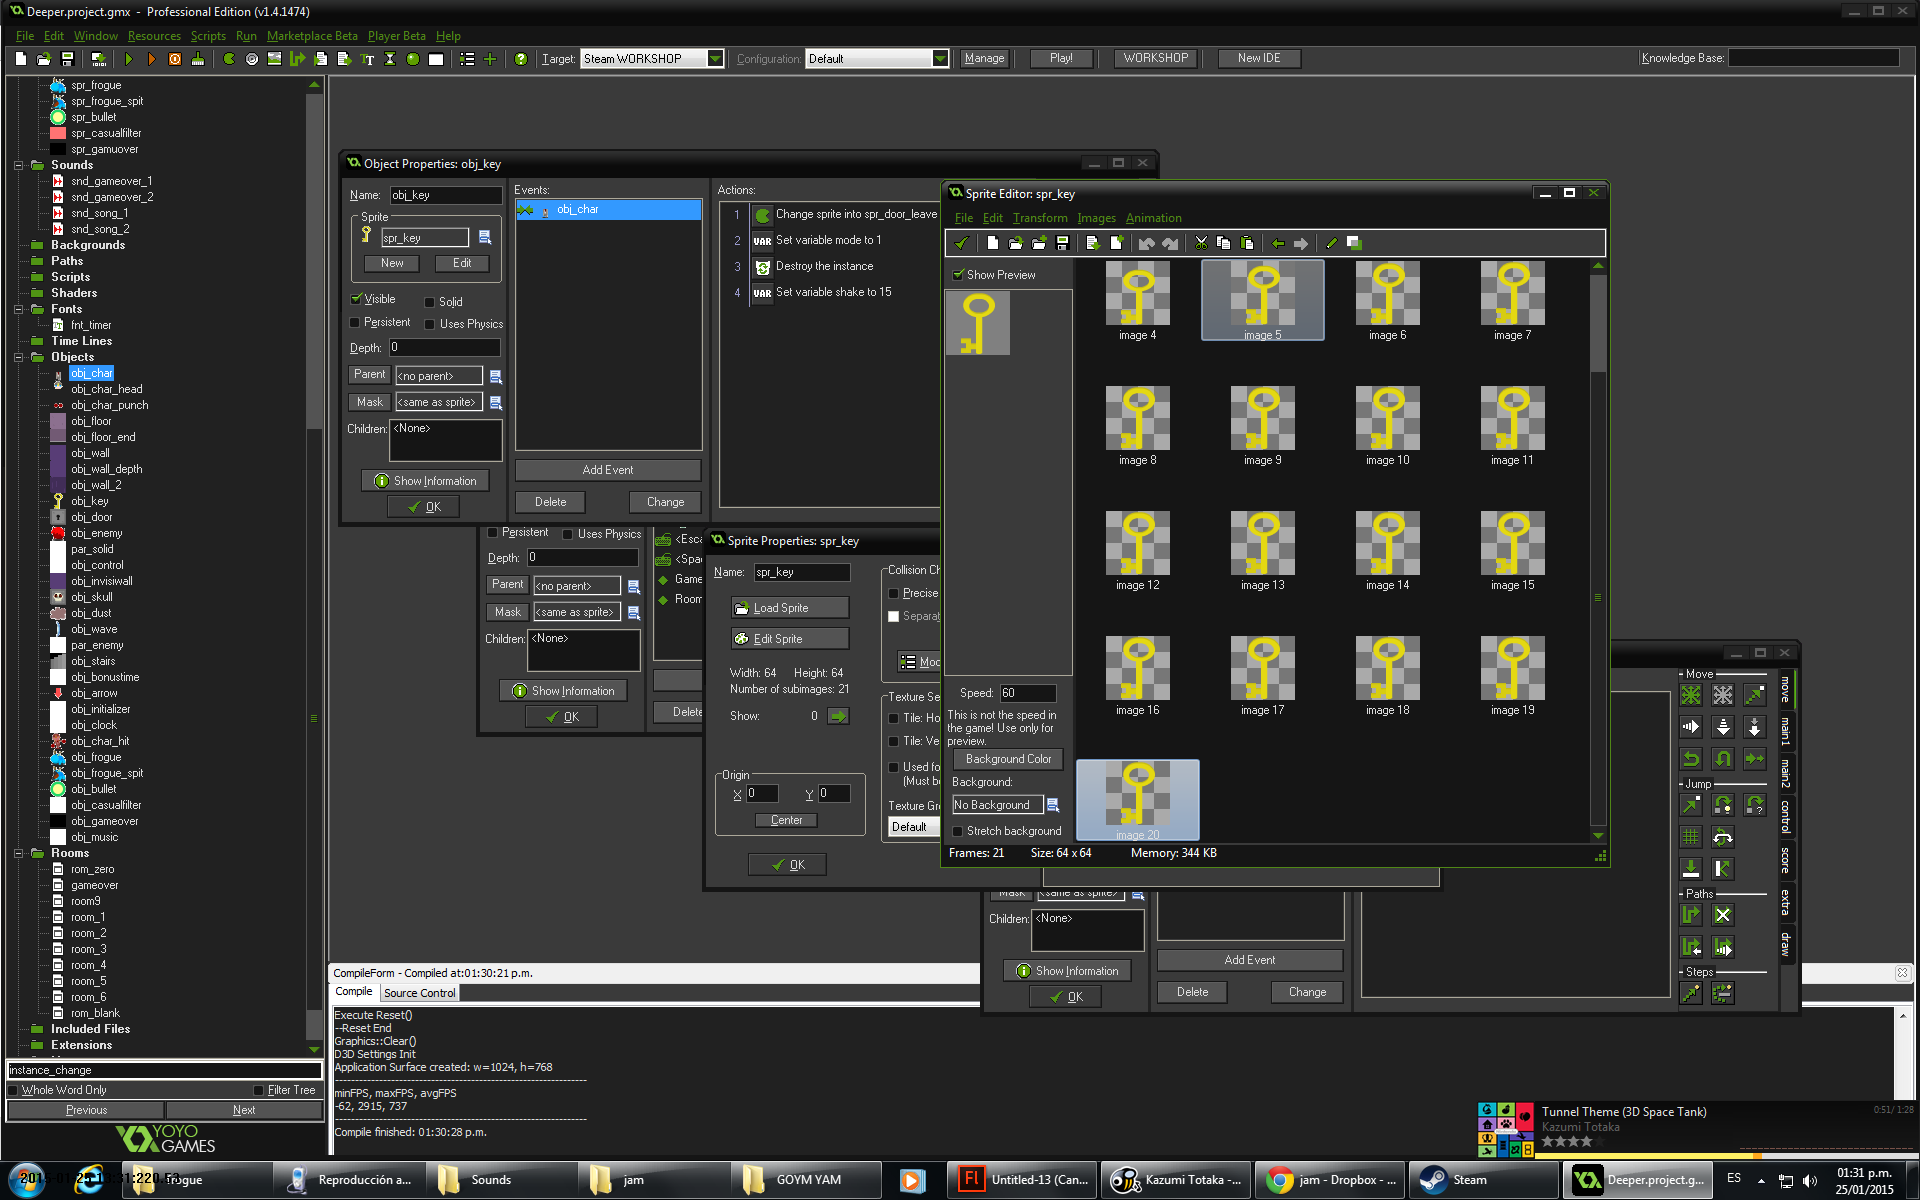 Deeper.project.gmx - Professional Edition (v1.4.1474)
File Edit Window Resources Scripts Run Marketplace Beta Player Beta Help
Target: Steam WORKSHOP Configuration: Default Manage Play! WORKSHOP New IDE Knowledge Base:
spr_frogue
spr_frogue_spit
spr_bullet
spr_casualfilter
spr_gamuover
Sounds
snd_gameover_1
snd_gameover_2
snd_song_1
snd_song_2
Backgrounds
Paths
Scripts
Shaders
Fonts
fnt_timer
Time Lines
Objects
obj_char
obj_char_head
obj_char_punch
obj_floor
obj_floor_end
obj_wall
obj_wall_depth
obj_wall_2
obj_key
obj_door
obj_enemy
par_solid
obj_control
obj_invisiwall
obj_skull
obj_dust
obj_wave
par_enemy
obj_stairs
obj_bonustime
obj_arrow
obj_initializer
obj_clock
obj_char_hit
obj_frogue
obj_frogue_spit
obj_bullet
obj_casualfilter
obj_gameover
obj_music
Rooms
rom_zero
gameover
room9
room_1
room_2
room_3
room_4
room_5
room_6
rom_blank
Included Files
Extensions
instance_change
Whole Word Only Filter Tree
Previous Next
YOYO
GAMES
Object Properties: obj_key
Name: obj_key
Sprite
spr_key
New Edit
Visible Solid
Persistent Uses Physics
Depth: 0
Parent <no parent>
Mask <same as sprite>
Children: <None>
Show Information
OK
Events:
obj_char
Add Event
Delete Change
Actions:
1 Change sprite into spr_door_leave
2 VAR Set variable mode to 1
3 Destroy the instance
4 VAR Set variable shake to 15
Persistent Uses Physics
Depth: 0
Parent <no parent>
Mask <same as sprite>
Children: <None>
Show Information
OK
<Esc
<Spa
Game
Room
Delete
Sprite Properties: spr_key
Name: spr_key
Load Sprite
Edit Sprite
Width: 64 Height: 64
Number of subimages: 21
Show: 0
Origin
X 0 Y 0
Center
OK
Collision Ch
Precise
Separat
Mod
Texture Se
Tile: Ho
Tile: Ve
Used fo
(Must b
Texture Gr
Default
Sprite Editor: spr_key
File Edit Transform Images Animation
Show Preview
image 4 image 5 image 6 image 7
image 8 image 9 image 10 image 11
image 12 image 13 image 14 image 15
image 16 image 17 image 18 image 19
image 20
Speed: 60
This is not the speed in
the game! Use only for
preview.
Background Color
Background:
No Background
Stretch background
Frames: 21 Size: 64 x 64 Memory: 344 KB
Mask <same as sprite>
Children: <None>
Show Information
OK
Add Event
Delete Change
Move
Jump
Paths
Steps
move
main1
main2
control
score
extra
draw
CompileForm - Compiled at:01:30:21 p.m.
Compile Source Control
Execute Reset()
--Reset End
Graphics::Clear()
D3D Settings Init
Application Surface created: w=1024, h=768
minFPS, maxFPS, avgFPS
-62, 2915, 737
Compile finished: 01:30:28 p.m.
Tunnel Theme (3D Space Tank) 0:51/ 1:28
Kazumi Totaka
rogue
Reproducción a...
Sounds
jam
GOYM YAM
Untitled-13 (Can...
Kazumi Totaka -...
jam - Dropbox - ...
Steam
Deeper.project.g...
ES
01:31 p.m.
25/01/2015